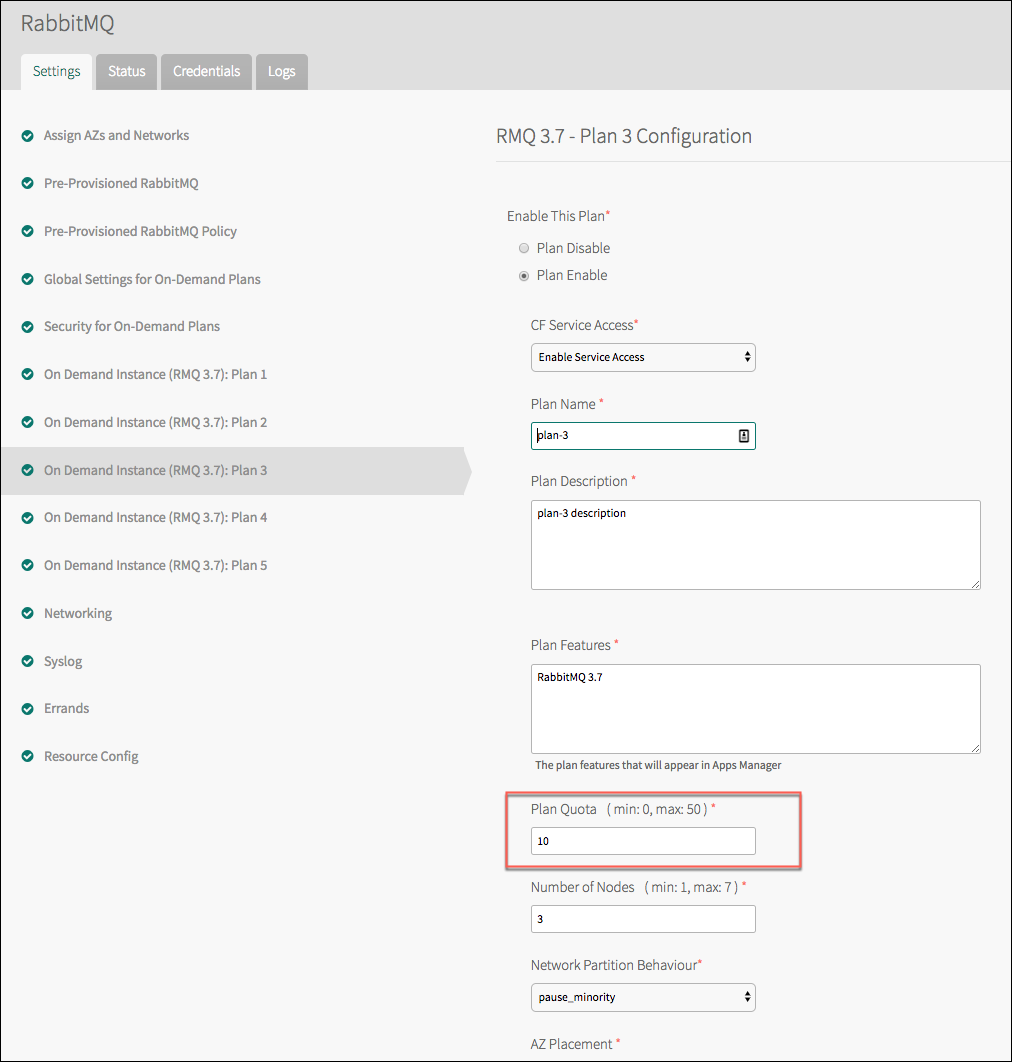 RabbitMQ
Settings
Status
Credentials
Logs
Assign AZs and Networks
Pre-Provisioned RabbitMQ
Pre-Provisioned RabbitMQ Policy
Global Settings for On-Demand Plans
Security for On-Demand Plans
On Demand Instance (RMQ 3.7): Plan 1
On Demand Instance (RMQ 3.7): Plan 2
On Demand Instance (RMQ 3.7): Plan 3
On Demand Instance (RMQ 3.7): Plan 4
On Demand Instance (RMQ 3.7): Plan 5
Networking
Syslog
Errands
Resource Config
RMQ 3.7 - Plan 3 Configuration
Enable This Plan*
Plan Disable
Plan Enable
CF Service Access*
Enable Service Access
Plan Name *
plan-3
Plan Description *
plan-3 description
Plan Features *
RabbitMQ 3.7
The plan features that will appear in Apps Manager
Plan Quota ( min: 0, max: 50 ) *
10
Number of Nodes ( min: 1, max: 7 ) *
3
Network Partition Behaviour*
pause_minority
AZ Placement *